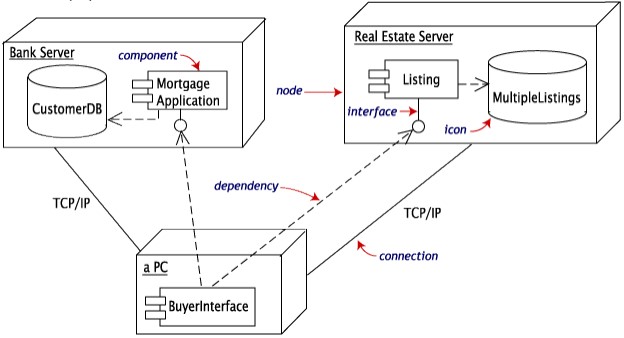 Bank Server
component
Mortgage
Application
CustomerDB
Real Estate Server
node
Listing
MultipleListings
interface
icon
dependency
TCP/IP
TCP/IP
connection
a PC
BuyerInterface